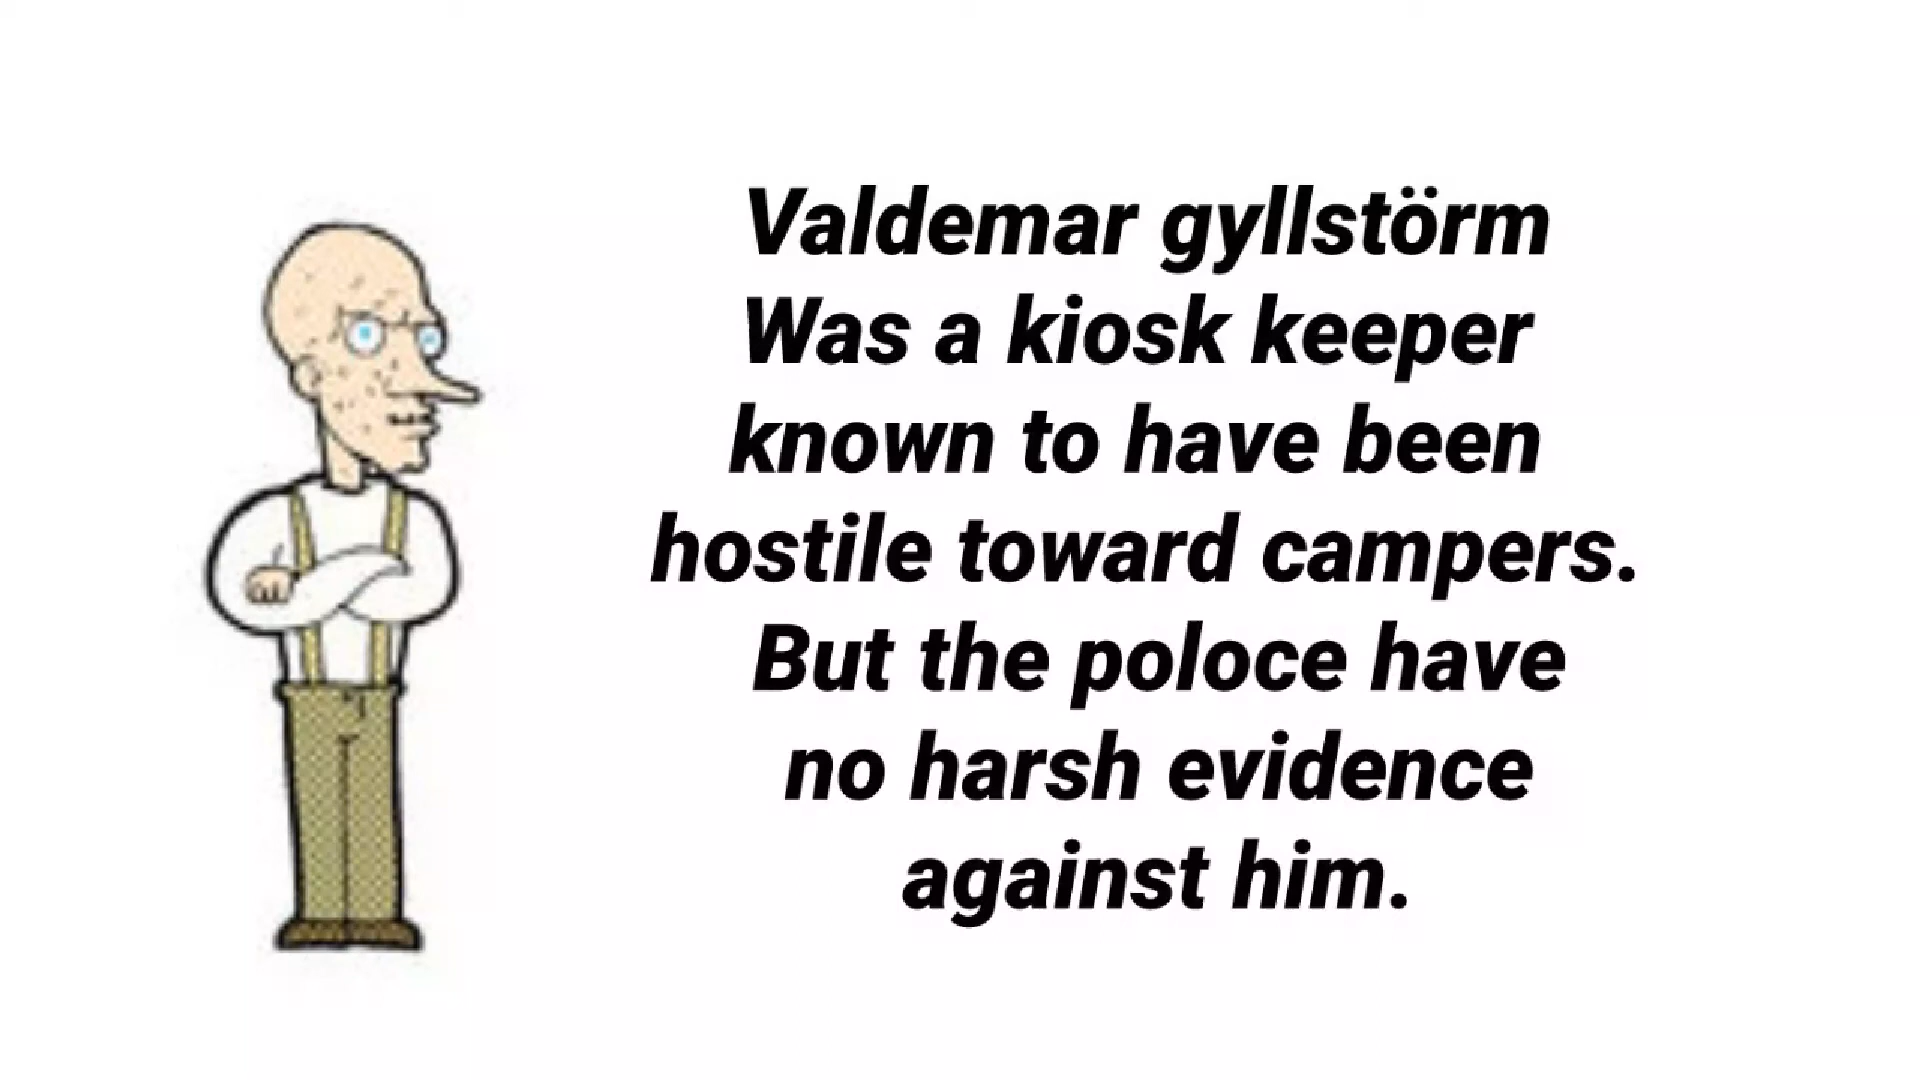 Valdemar gyllstörm
Was a kiosk keeper
known to have been
hostile toward campers.
But the poloce have
no harsh evidence
against him.